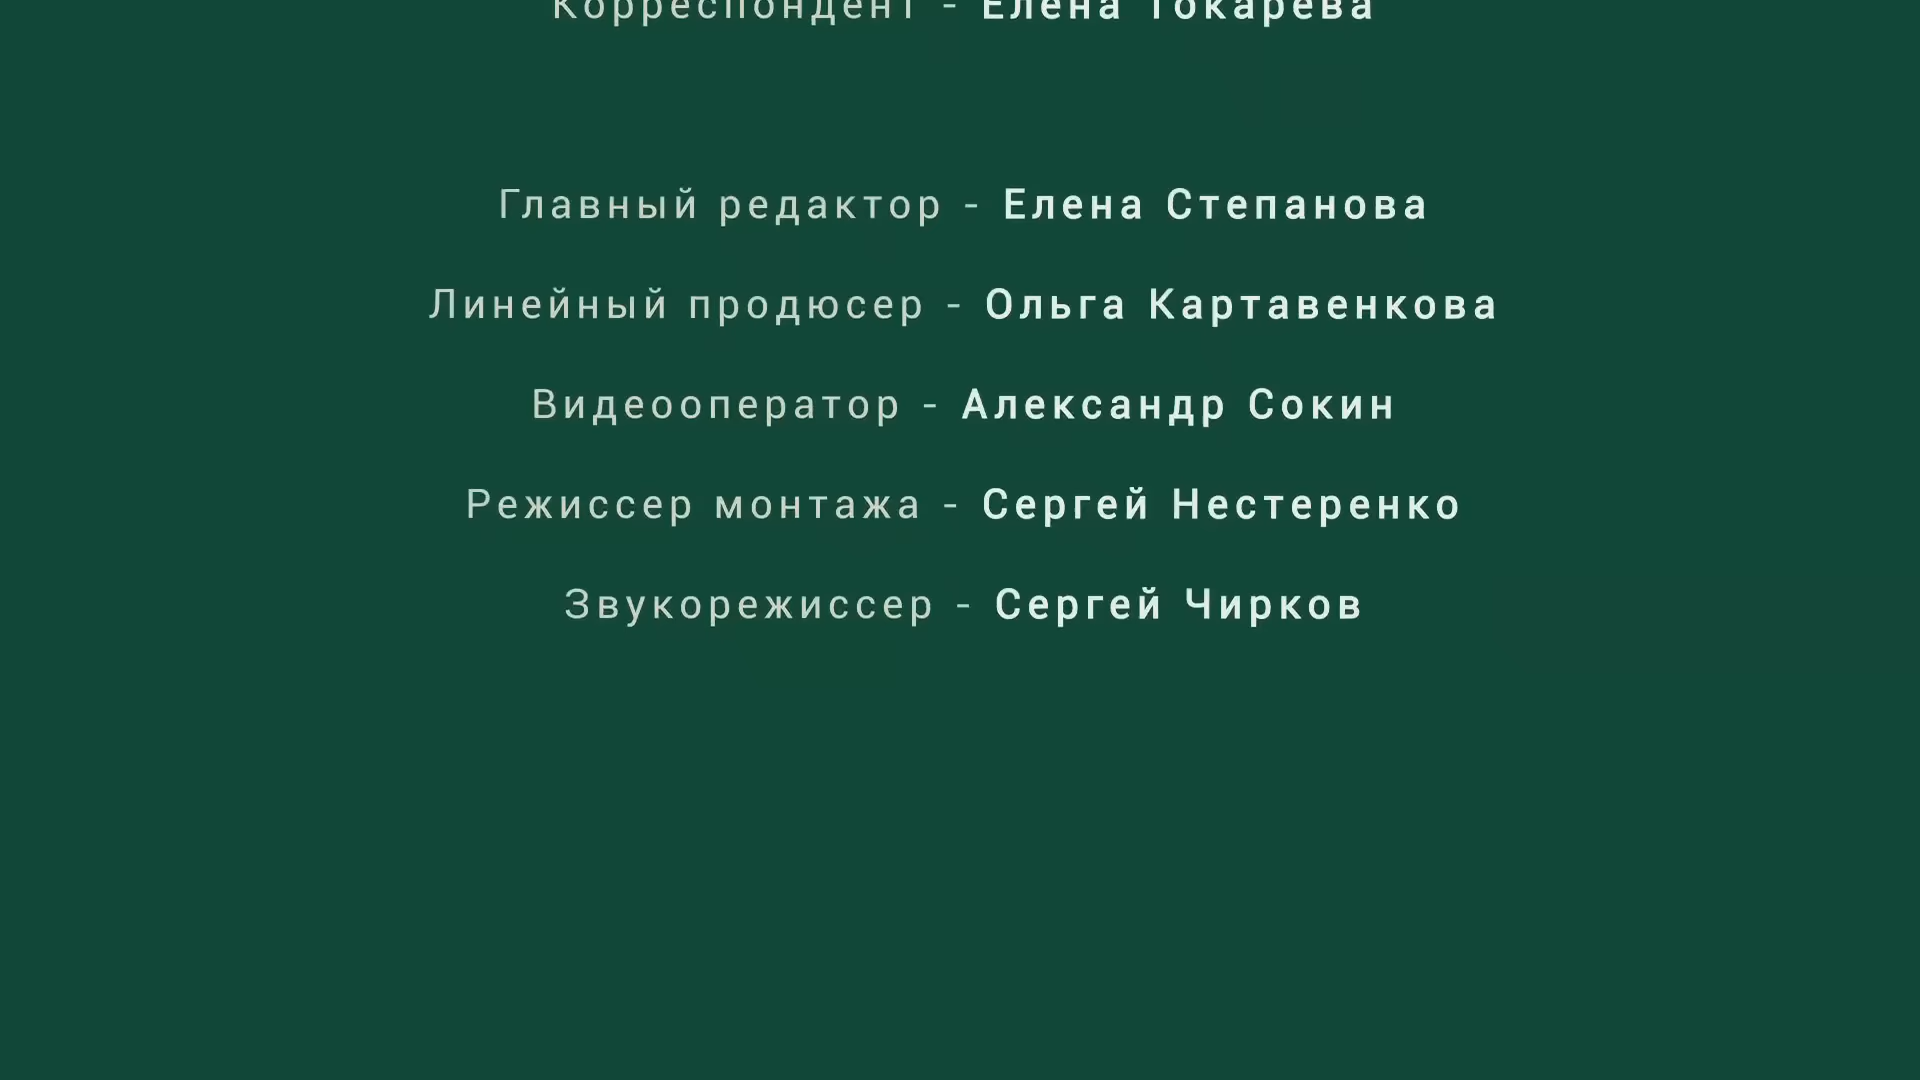 Корреспондент - Елена Токарева
Главный редактор - Елена Степанова
Линейный продюсер - Ольга Картавенкова
Видеооператор - Александр Сокин
Режиссер монтажа - Сергей Нестеренко
Звукорежиссер - Сергей Чирков